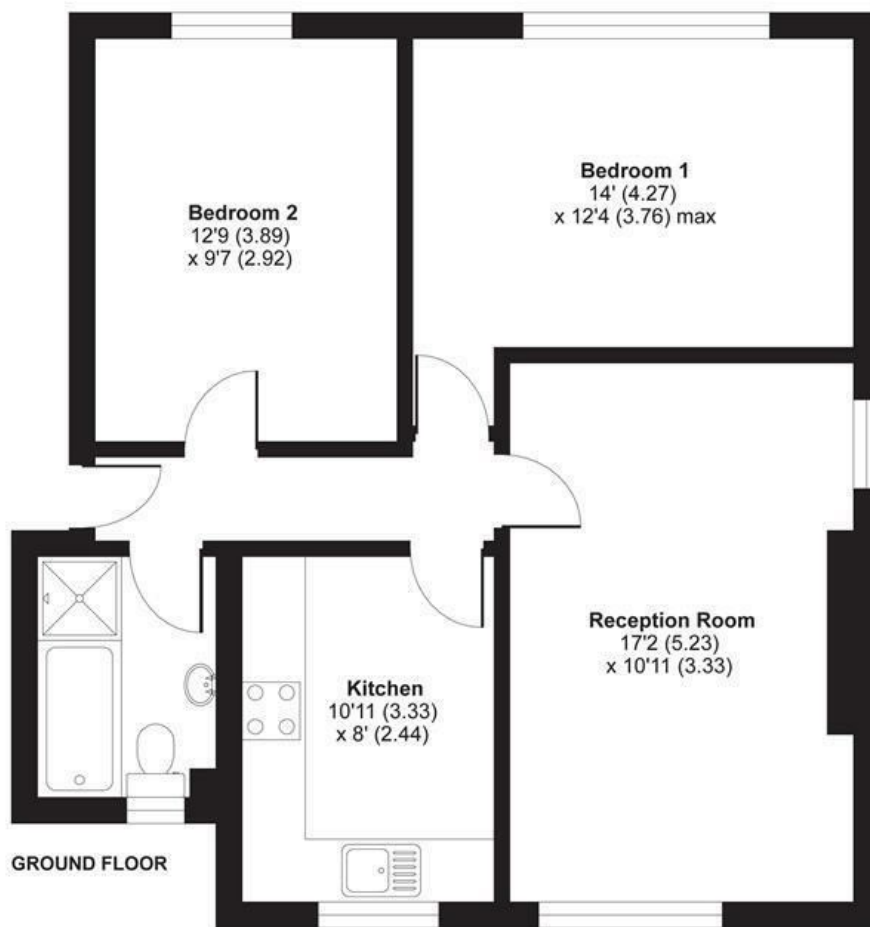 Bedroom 1
14' (4.27)
x 12'4 (3.76) max
Bedroom 2
12'9 (3.89)
x 9'7 (2.92)
Reception Room
17'2 (5.23)
x 10'11 (3.33)
Kitchen
10'11 (3.33)
x 8' (2.44)
GROUND FLOOR